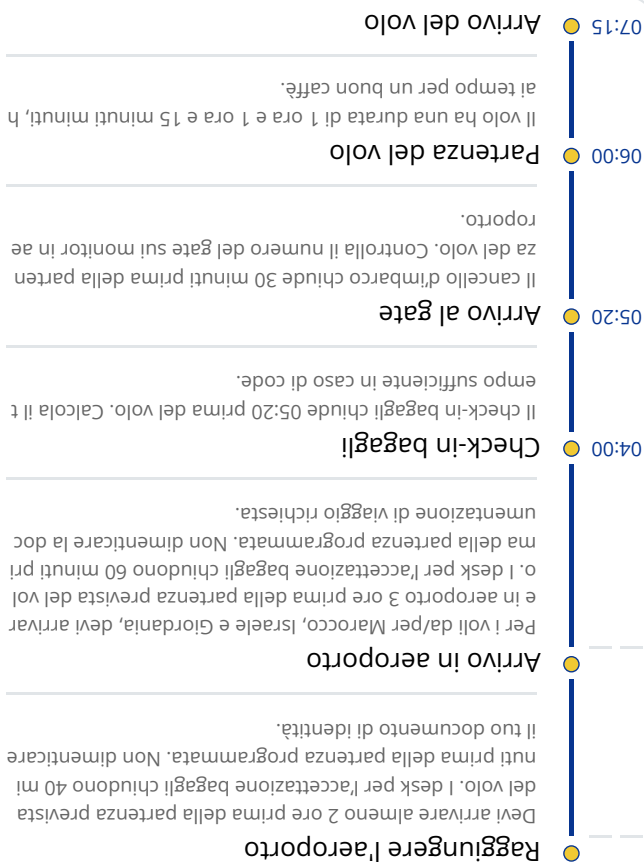 Raggiungere l'aeroporto
Devi arrivare almeno 2 ore prima della partenza prevista
del volo. I desk per l'accettazione bagagli chiudono 40 mi
nuti prima della partenza programmata. Non dimenticare
il tuo documento di identità.
Arrivo in aeroporto
Per i voli da/per Marocco, Israele e Giordania, devi arrivar
e in aeroporto 3 ore prima della partenza prevista del vol
o. I desk per l'accettazione bagagli chiudono 60 minuti pri
ma della partenza programmata. Non dimenticare la doc
umentazione di viaggio richiesta.
04:00 Check-in bagagli
Il check-in bagagli chiude 05:20 prima del volo. Calcola il t
empo sufficiente in caso di code.
05:20 Arrivo al gate
Il cancello d'imbarco chiude 30 minuti prima della parten
za del volo. Controlla il numero del gate sui monitor in ae
roporto.
06:00 Partenza del volo
Il volo ha una durata di 1 ora e 1 ora e 15 minuti minuti, h
ai tempo per un buon caffè.
07:15 Arrivo del volo